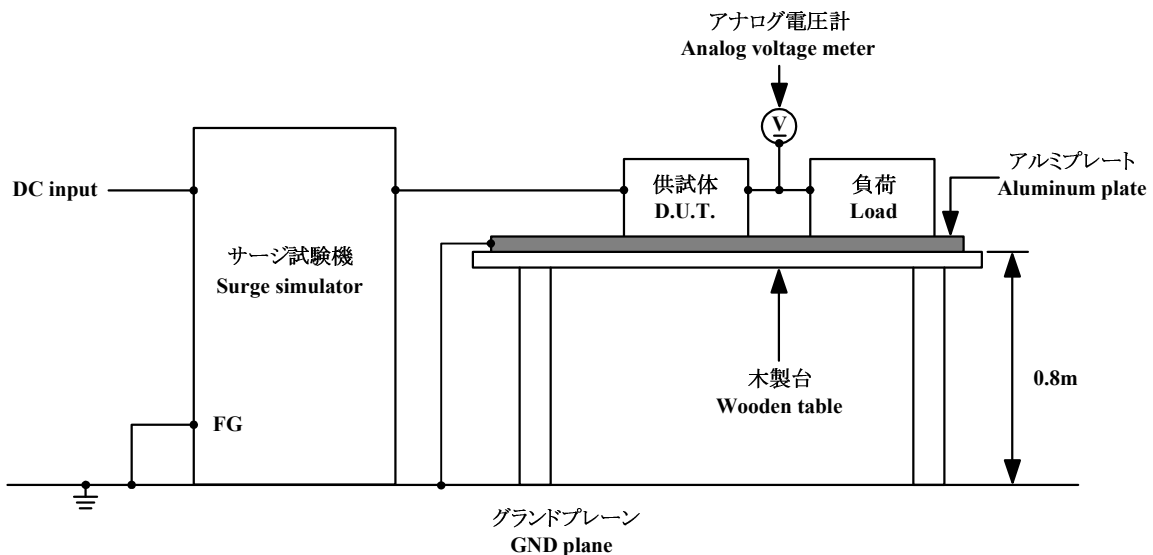 アナログ電圧計
Analog voltage meter
V
DC input
サージ試験機
Surge simulator
FG
供試体
D.U.T.
負荷
Load
アルミプレート
Aluminum plate
木製台
Wooden table
0.8m
グランドプレーン
GND plane